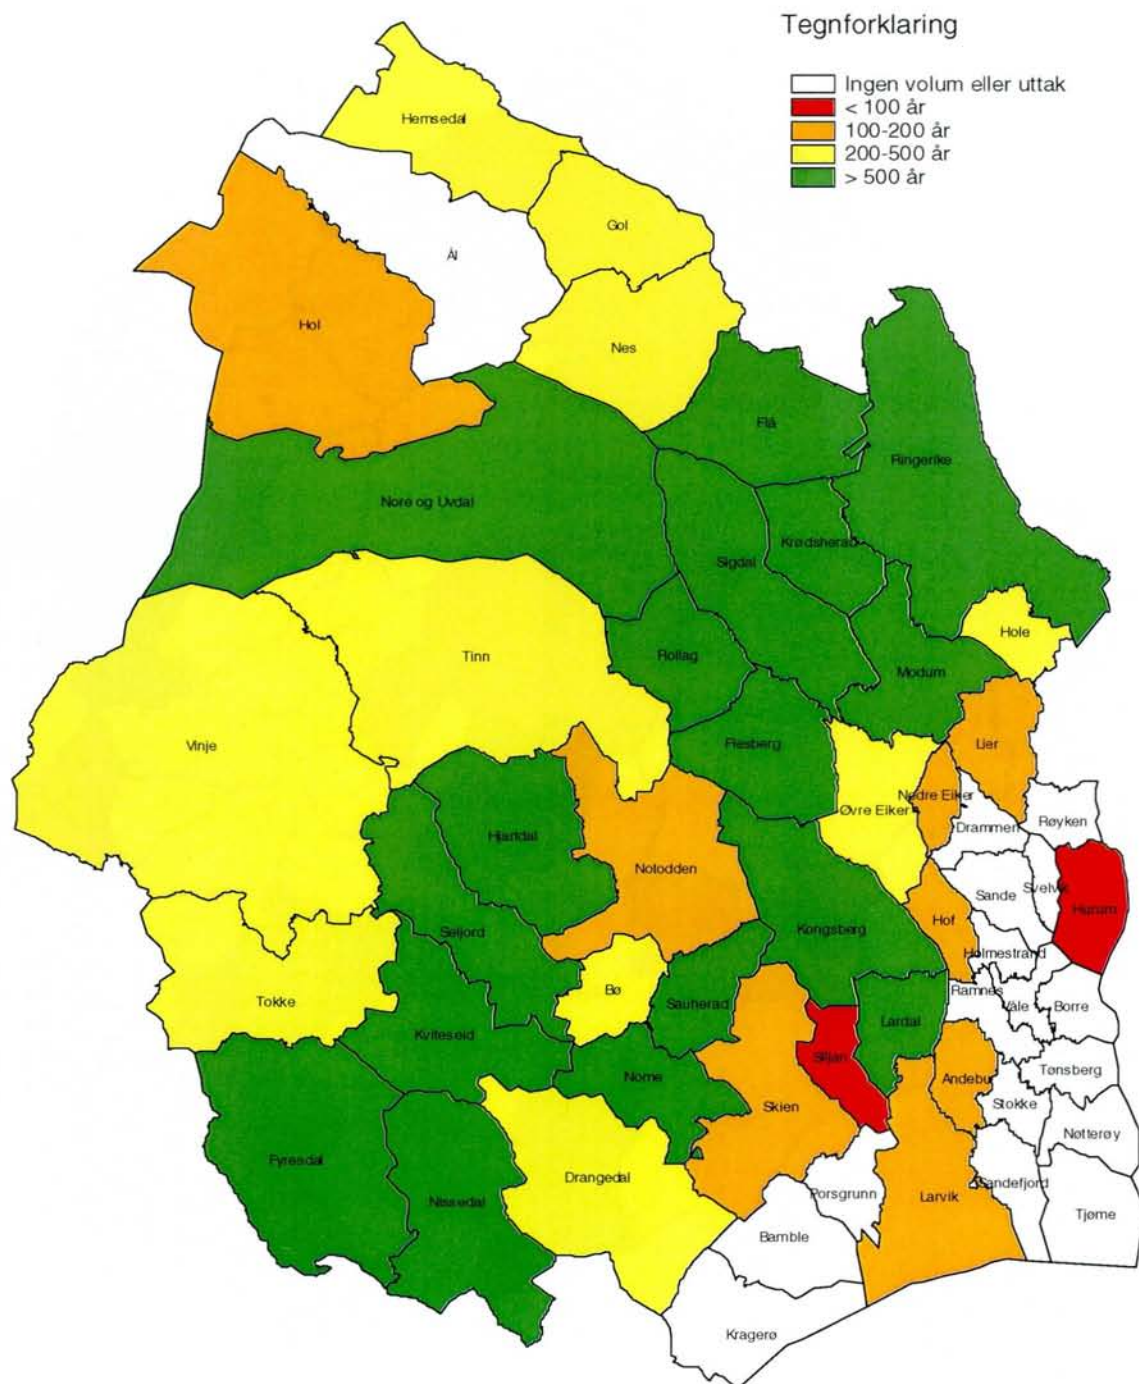 Tegnforklaring
Ingen volum eller uttak
< 100 år
100-200 år
200-500 år
> 500 år
Hemsedal
Gol
Ål
Hol
Nes
Flå
Ringerike
Nore og Uvdal
Krødsherad
Sigdal
Hole
Tinn
Rollag
Modum
Vinje
Flesberg
Lier
Nedre Eiker
Øvre Eiker
Røyken
Drammen
Hjartdal
Notodden
Svelvik
Sande
Hurum
Hof
Seljord
Kongsberg
Holmestrand
Bø
Ramnes
Tokke
Sauherad
Våle
Borre
Lardal
Kviteseid
Siljan
Tønsberg
Nome
Andebu
Skien
Stokke
Nøtterøy
Fyresdal
Drangedal
Sandefjord
Nissedal
Porsgrunn
Larvik
Tjøme
Bamble
Kragerø